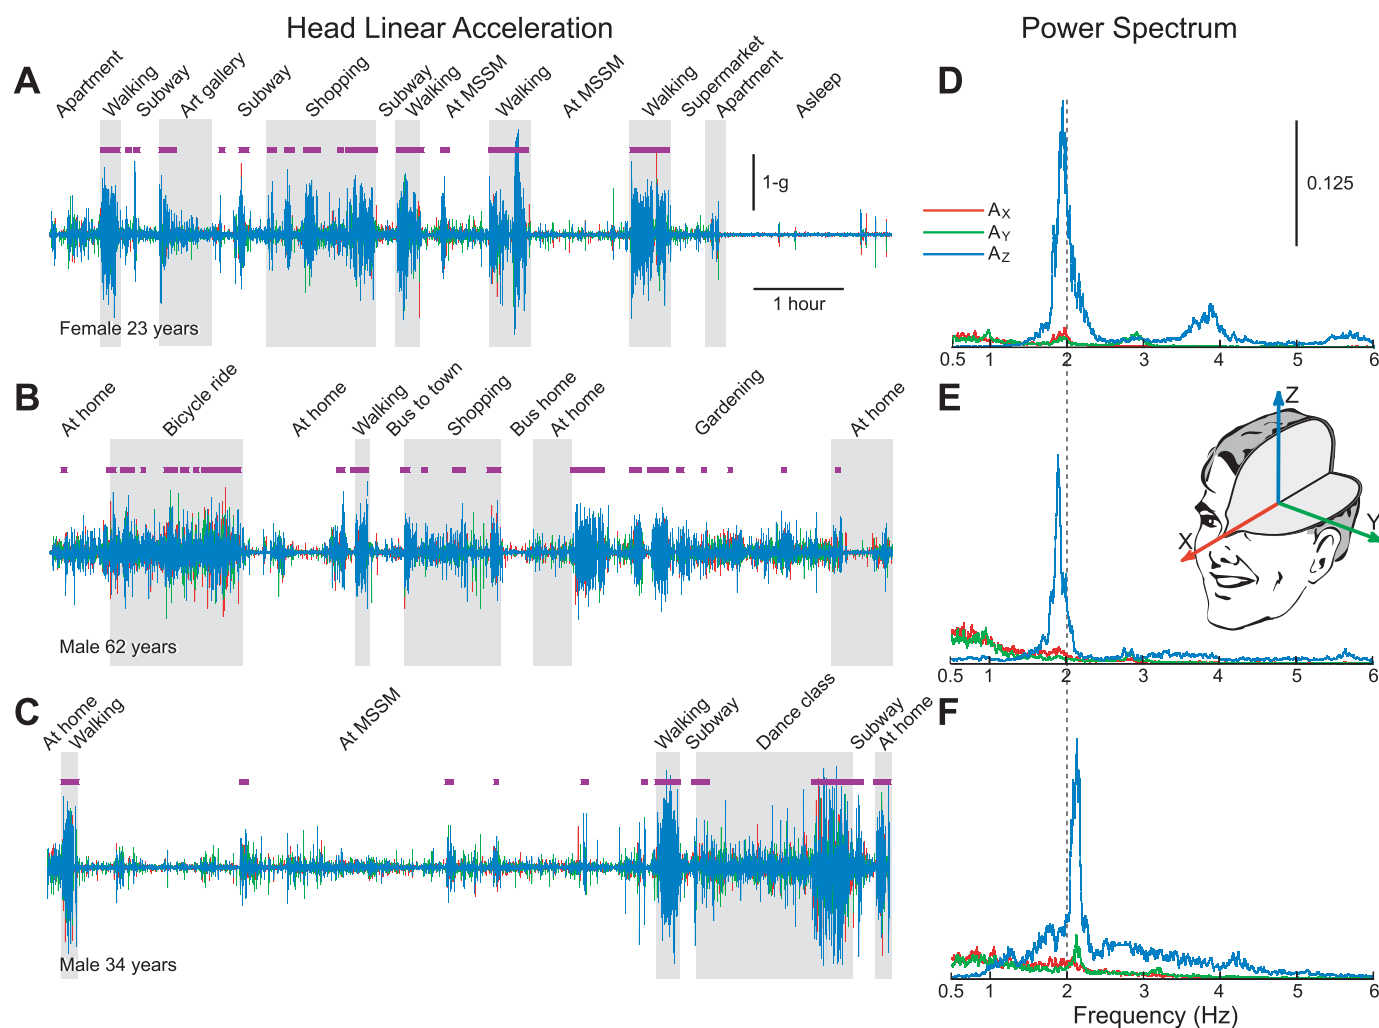 Head Linear Acceleration
Power Spectrum
A
Apartment
Walking
Subway
Art gallery
Subway
Shopping
Subway
Walking
At MSSM
Walking
At MSSM
Walking
Supermarket
Apartment
Asleep
1-g
1 hour
Female 23 years
D
0.125
AX
AY
AZ
0.5 1 2 3 4 5 6
B
At home
Bicycle ride
At home
Walking
Bus to town
Shopping
Bus home
At home
Gardening
At home
Male 62 years
E
Z
X
Y
0.5 1 2 3 4 5 6
C
At home
Walking
At MSSM
Walking
Subway
Dance class
Subway
At home
Male 34 years
F
0.5 1 2 3 4 5 6
Frequency (Hz)